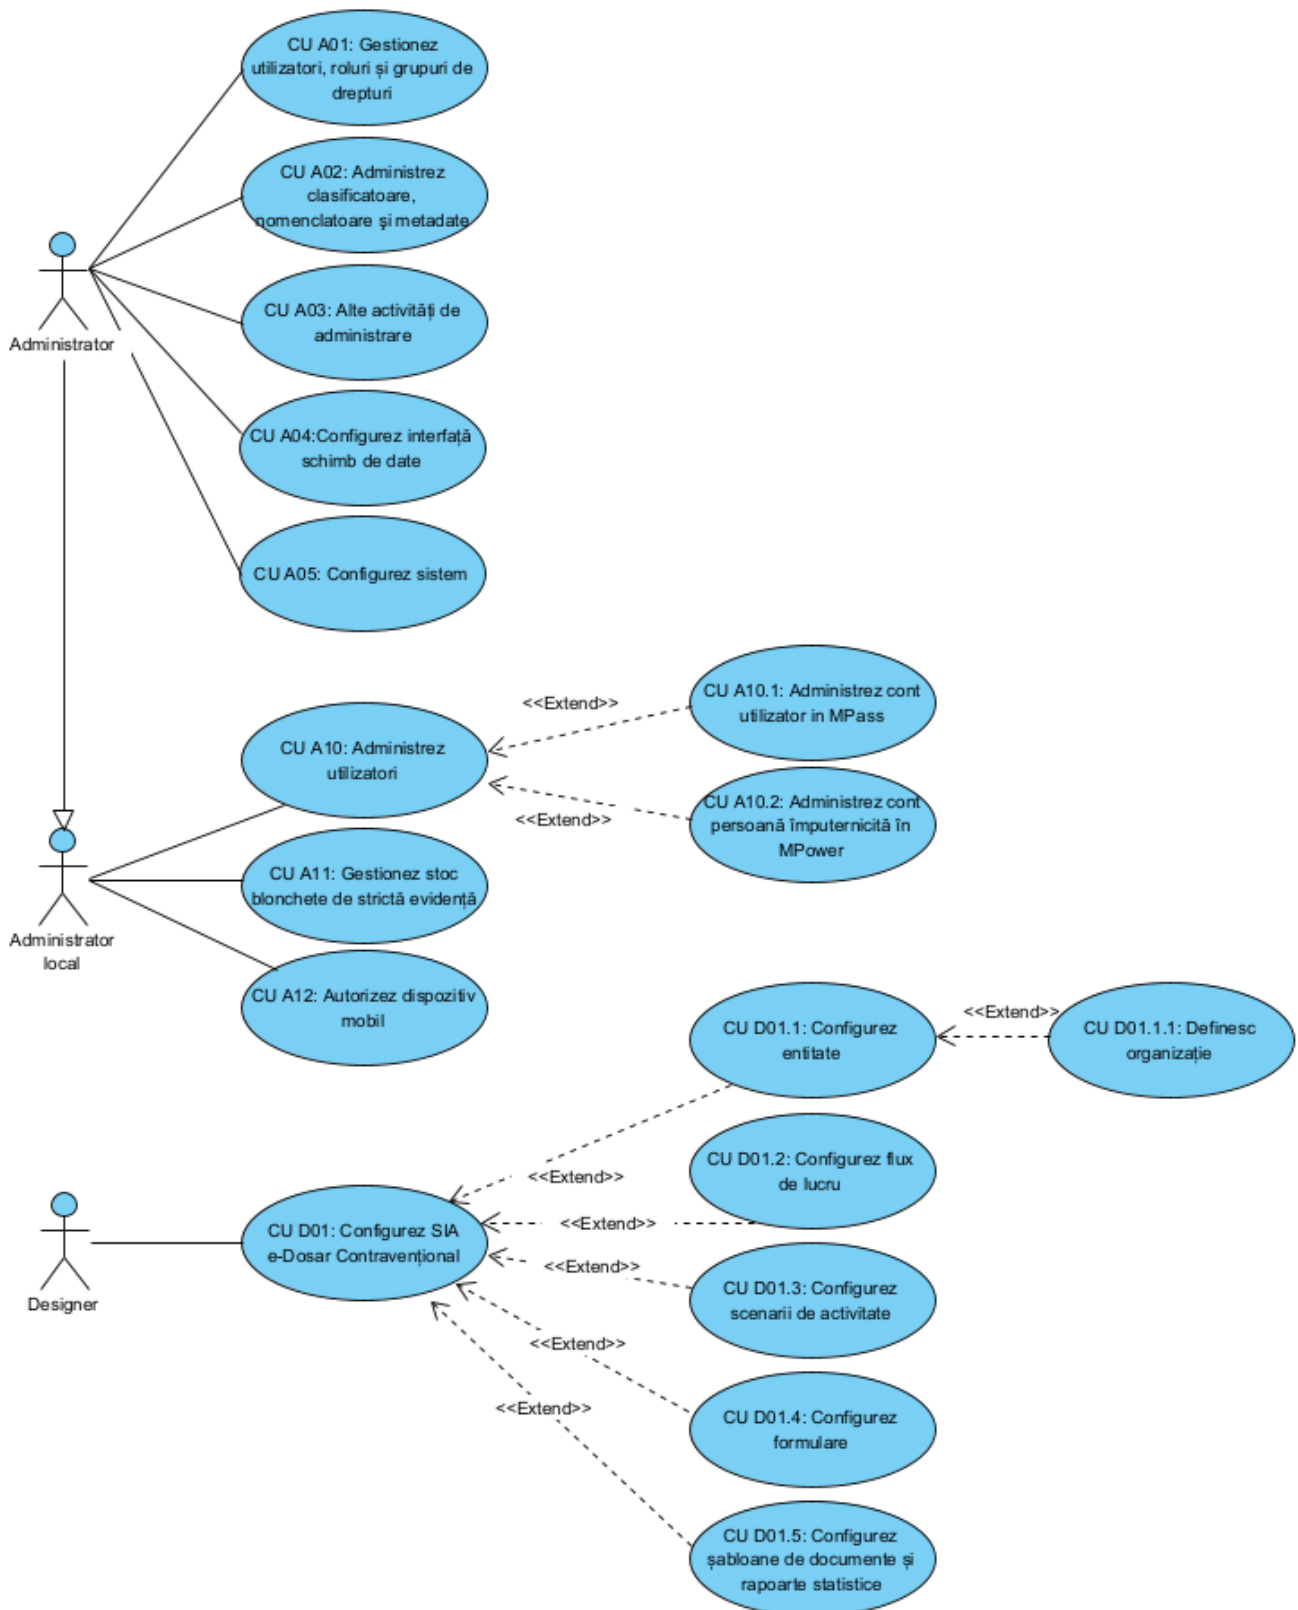 CU A01: Gestionez
utilizatori, roluri și grupuri de
drepturi
CU A02: Administrez
clasificatoare,
nomenclatoare și metadate
CU A03: Alte activități de
administrare
Administrator
CU A04:Configurez interfață
schimb de date
CU A05: Configurez sistem
CU A10.1: Administrez cont
utilizator in MPass
<<Extend>>
CU A10: Administrez
utilizatori
CU A10.2: Administrez cont
persoană împuternicită în
MPower
<<Extend>>
CU A11: Gestionez stoc
blonchete de strictă evidență
Administrator
local
CU A12: Autorizez dispozitiv
mobil
CU D01.1: Configurez
entitate
<<Extend>>
CU D01.1.1: Definesc
organizație
CU D01.2: Configurez flux
de lucru
<<Extend>>
<<Extend>>
CU D01: Configurez SIA
e-Dosar Contravențional
<<Extend>>
CU D01.3: Configurez
scenarii de activitate
Designer
<<Extend>>
<<Extend>>
CU D01.4: Configurez
formulare
CU D01.5: Configurez
șabloane de documente și
rapoarte statistice